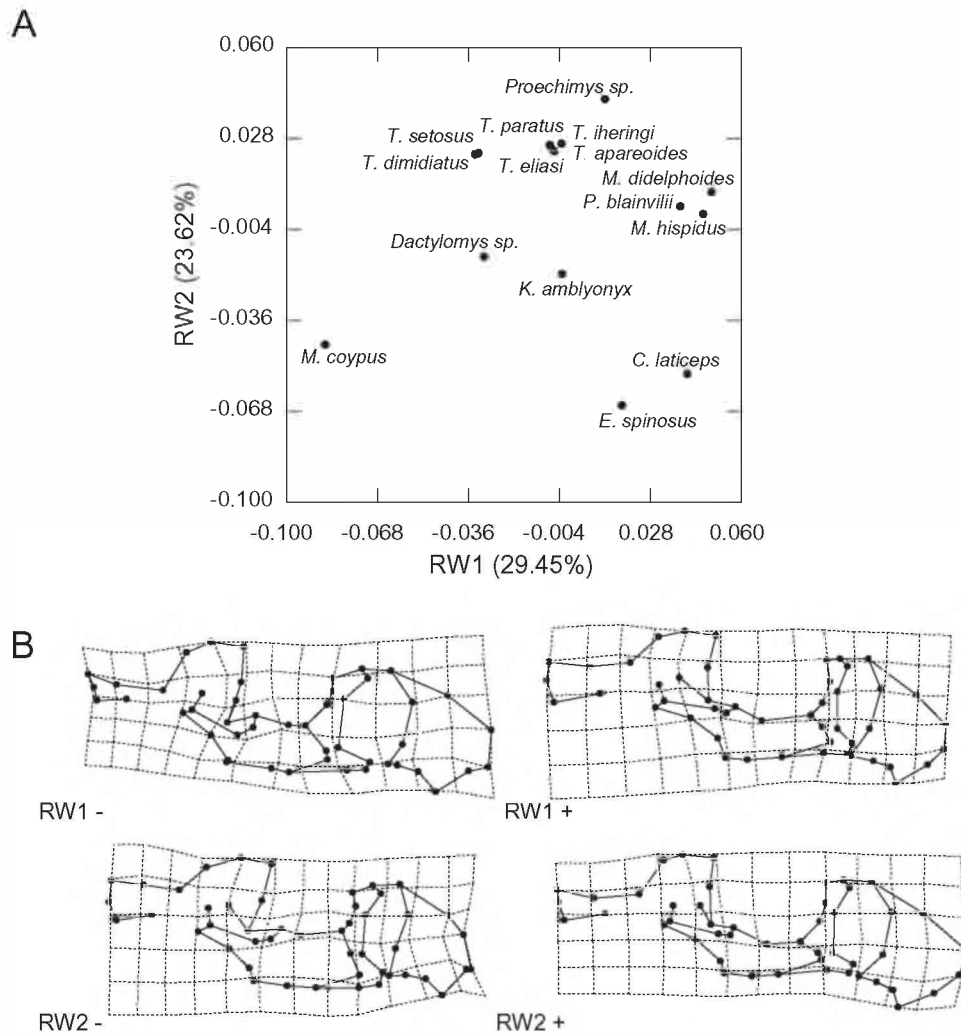 A
0.060
0.028
-0.004
-0.036
-0.068
-0.100
RW2 (23.62%)
Proechimys sp.
T. setosus
T. paratus
T. iheringi
T. dimidiatus
T. eliasi
T. apareoides
M. didelphoides
P. blainvilii
M. hispidus
Dactylomys sp.
K. amblyonyx
M. coypus
C. laticeps
E. spinosus
-0.100 -0.068 -0.036 -0.004 0.028 0.060
RW1 (29.45%)
B
RW1 - RW1 +
RW2 - RW2 +